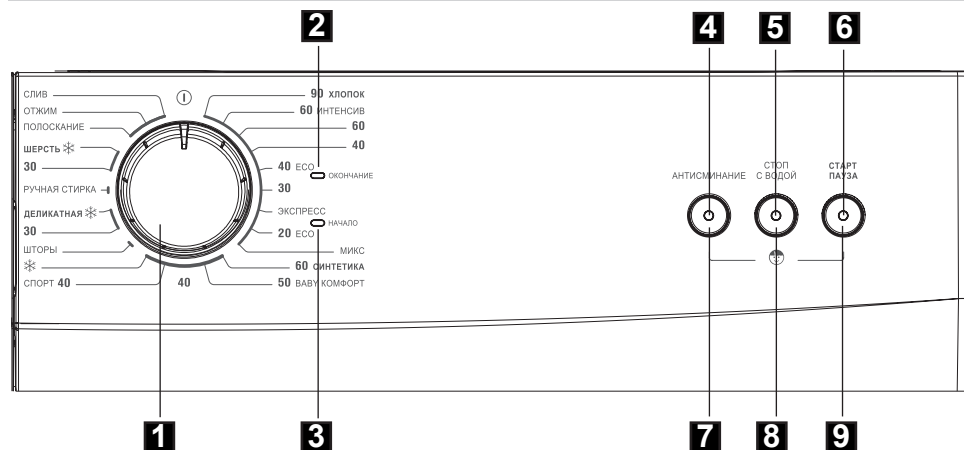 2
4 5 6
СЛИВ
ОТЖИМ
ПОЛОСКАНИЕ
ШЕРСТЬ
30
РУЧНАЯ СТИРКА
ДЕЛИКАТНАЯ
30
ШТОРЫ
СПОРТ 40
40
90 ХЛОПОК
60 ИНТЕНСИВ
60
40
40 ECO
30
ЭКСПРЕСС
20 ECO
МИКС
60 СИНТЕТИКА
50 BABY КОМФОРТ
ОКОНЧАНИЕ
НАЧАЛО
АНТИСМИНАНИЕ
СТОП
С ВОДОЙ
СТАРТ
ПАУЗА
1 3
7 8 9